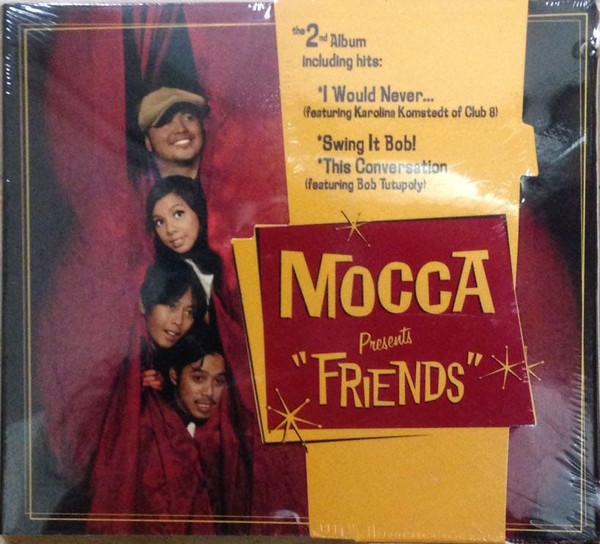 the 2nd Album
including hits:
*I Would Never...
(featuring Karolina Komstedt of Club 8)
*Swing It Bob!
*This Conversation
(featuring Bob Tutupoly)
MOCCA
Presents
"FRIENDS"